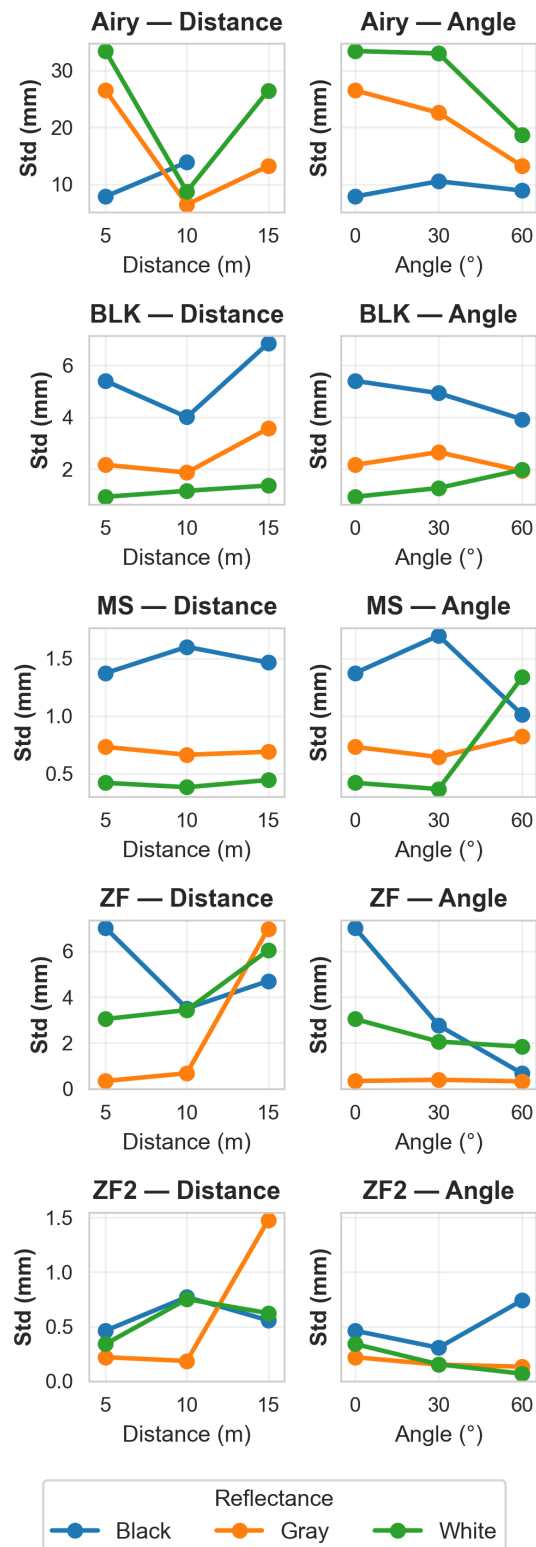 Airy — Distance
Airy — Angle
Std (mm)
30
20
10
5 10 15
Distance (m)
Std (mm)
0 30 60
Angle (°)
BLK — Distance
BLK — Angle
Std (mm)
6
4
2
5 10 15
Distance (m)
Std (mm)
0 30 60
Angle (°)
MS — Distance
MS — Angle
Std (mm)
1.5
1.0
0.5
5 10 15
Distance (m)
Std (mm)
0 30 60
Angle (°)
ZF — Distance
ZF — Angle
Std (mm)
6
4
2
0
5 10 15
Distance (m)
Std (mm)
0 30 60
Angle (°)
ZF2 — Distance
ZF2 — Angle
Std (mm)
1.5
1.0
0.5
0.0
5 10 15
Distance (m)
Std (mm)
0 30 60
Angle (°)
Reflectance
Black Gray White